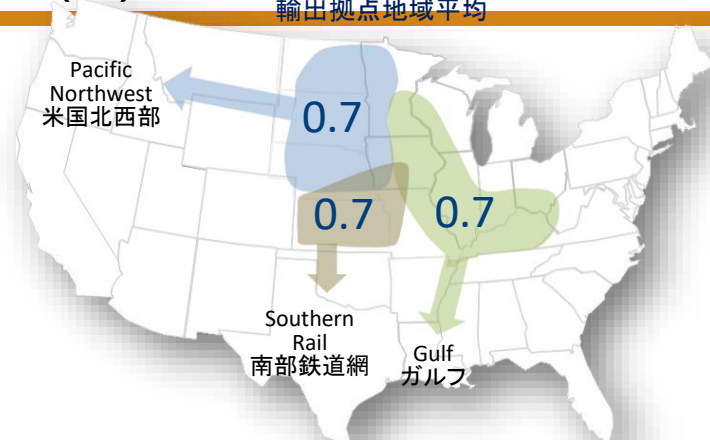 輸出拠点地域平均
Pacific
Northwest
米国北西部
0.7
0.7
0.7
Southern
Rail
南部鉄道網
Gulf
ガルフ